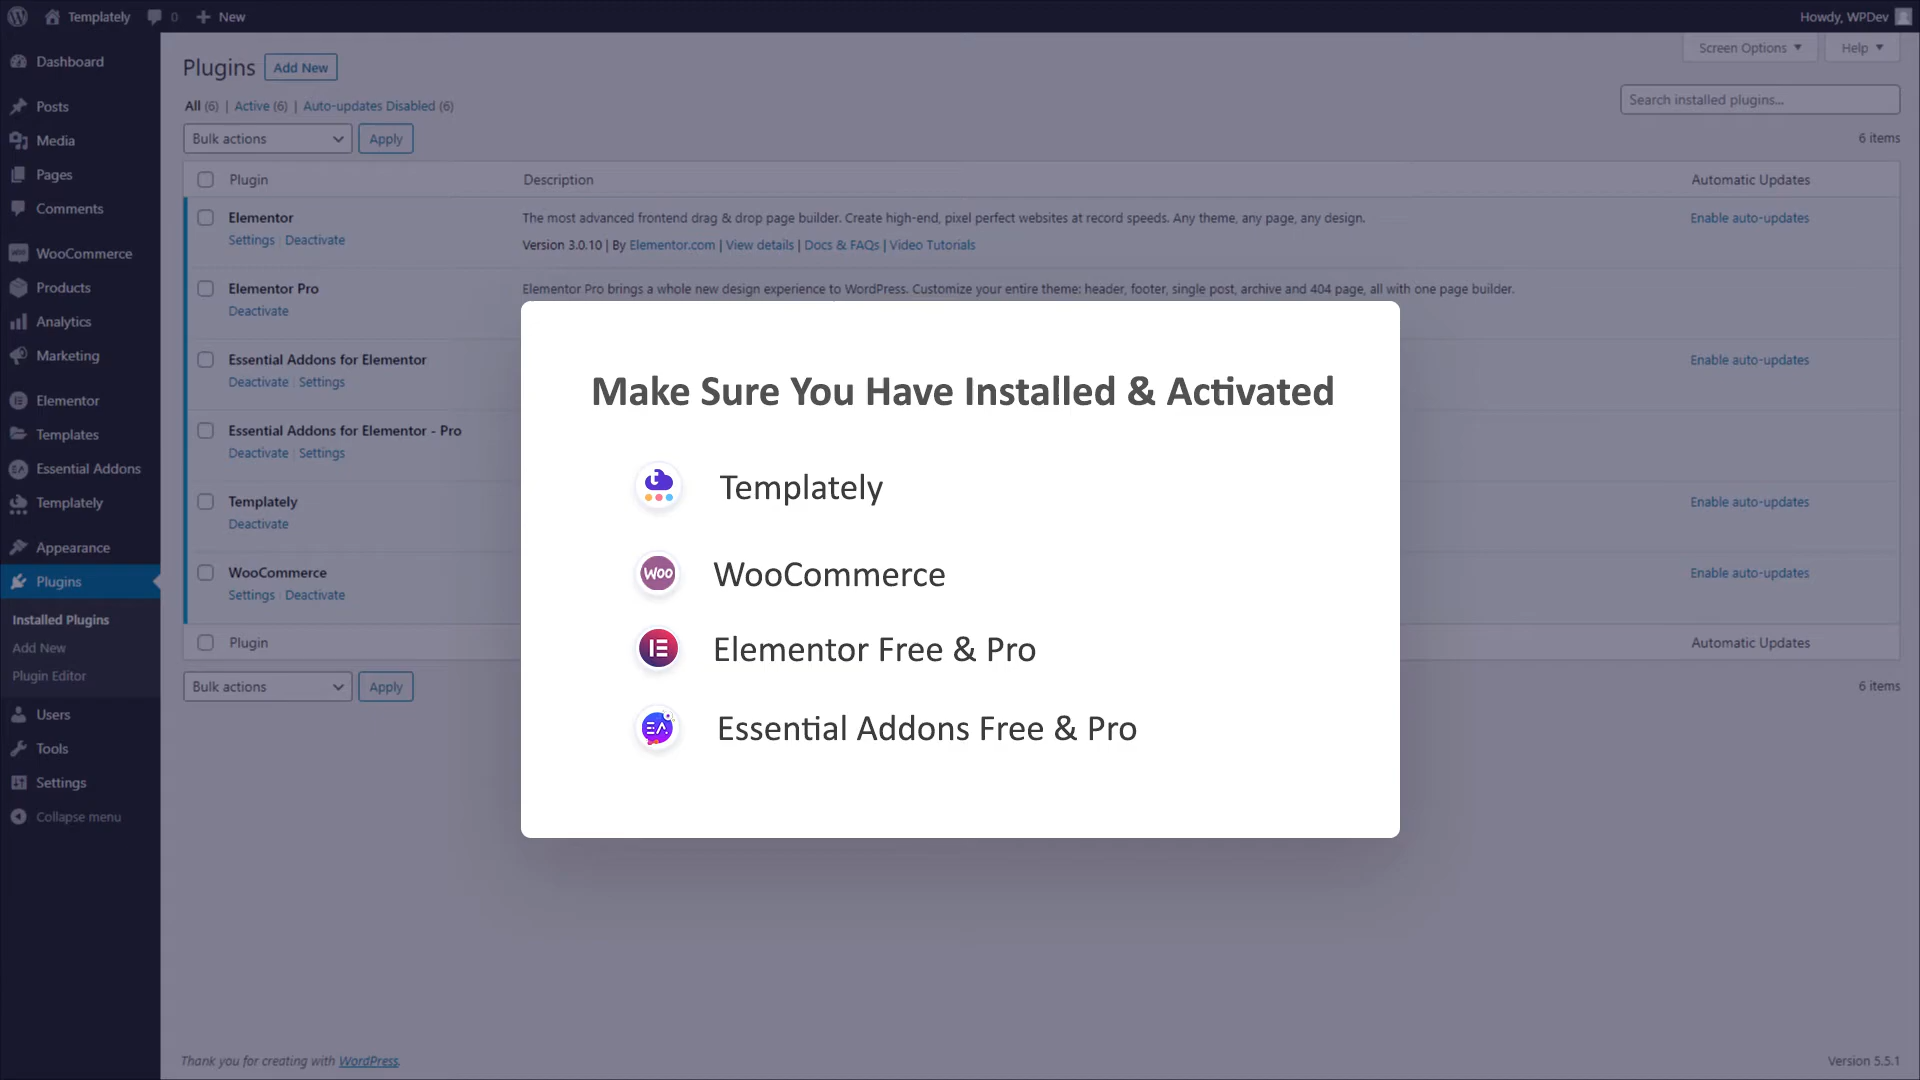 Templately 0 + New Howdy, WPDev
Screen Options Help
Dashboard
Posts
Media
Pages
Comments
WooCommerce
Products
Analytics
Marketing
Elementor
Templates
Essential Addons
Templately
Appearance
Plugins
Installed Plugins
Add New
Plugin Editor
Users
Tools
Settings
Collapse menu
Plugins Add New
All (6) | Active (6) | Auto-updates Disabled (6)
Search installed plugins...
Bulk actions Apply 6 items
Plugin Description Automatic Updates
Elementor The most advanced frontend drag & drop page builder. Create high-end, pixel perfect websites at record speeds. Any theme, any page, any design. Enable auto-updates
Settings | Deactivate Version 3.0.10 | By Elementor.com | View details | Docs & FAQs | Video Tutorials
Elementor Pro Elementor Pro brings a whole new design experience to WordPress. Customize your entire theme: header, footer, single post, archive and 404 page, all with one page builder.
Deactivate
Essential Addons for Elementor Enable auto-updates
Deactivate | Settings
Essential Addons for Elementor - Pro
Deactivate | Settings
Templately Enable auto-updates
Deactivate
WooCommerce Enable auto-updates
Settings | Deactivate
Plugin Automatic Updates
Bulk actions Apply 6 items
Make Sure You Have Installed & Activated
Templately
Woo WooCommerce
Elementor Free & Pro
EA Essential Addons Free & Pro
Thank you for creating with WordPress. Version 5.5.1